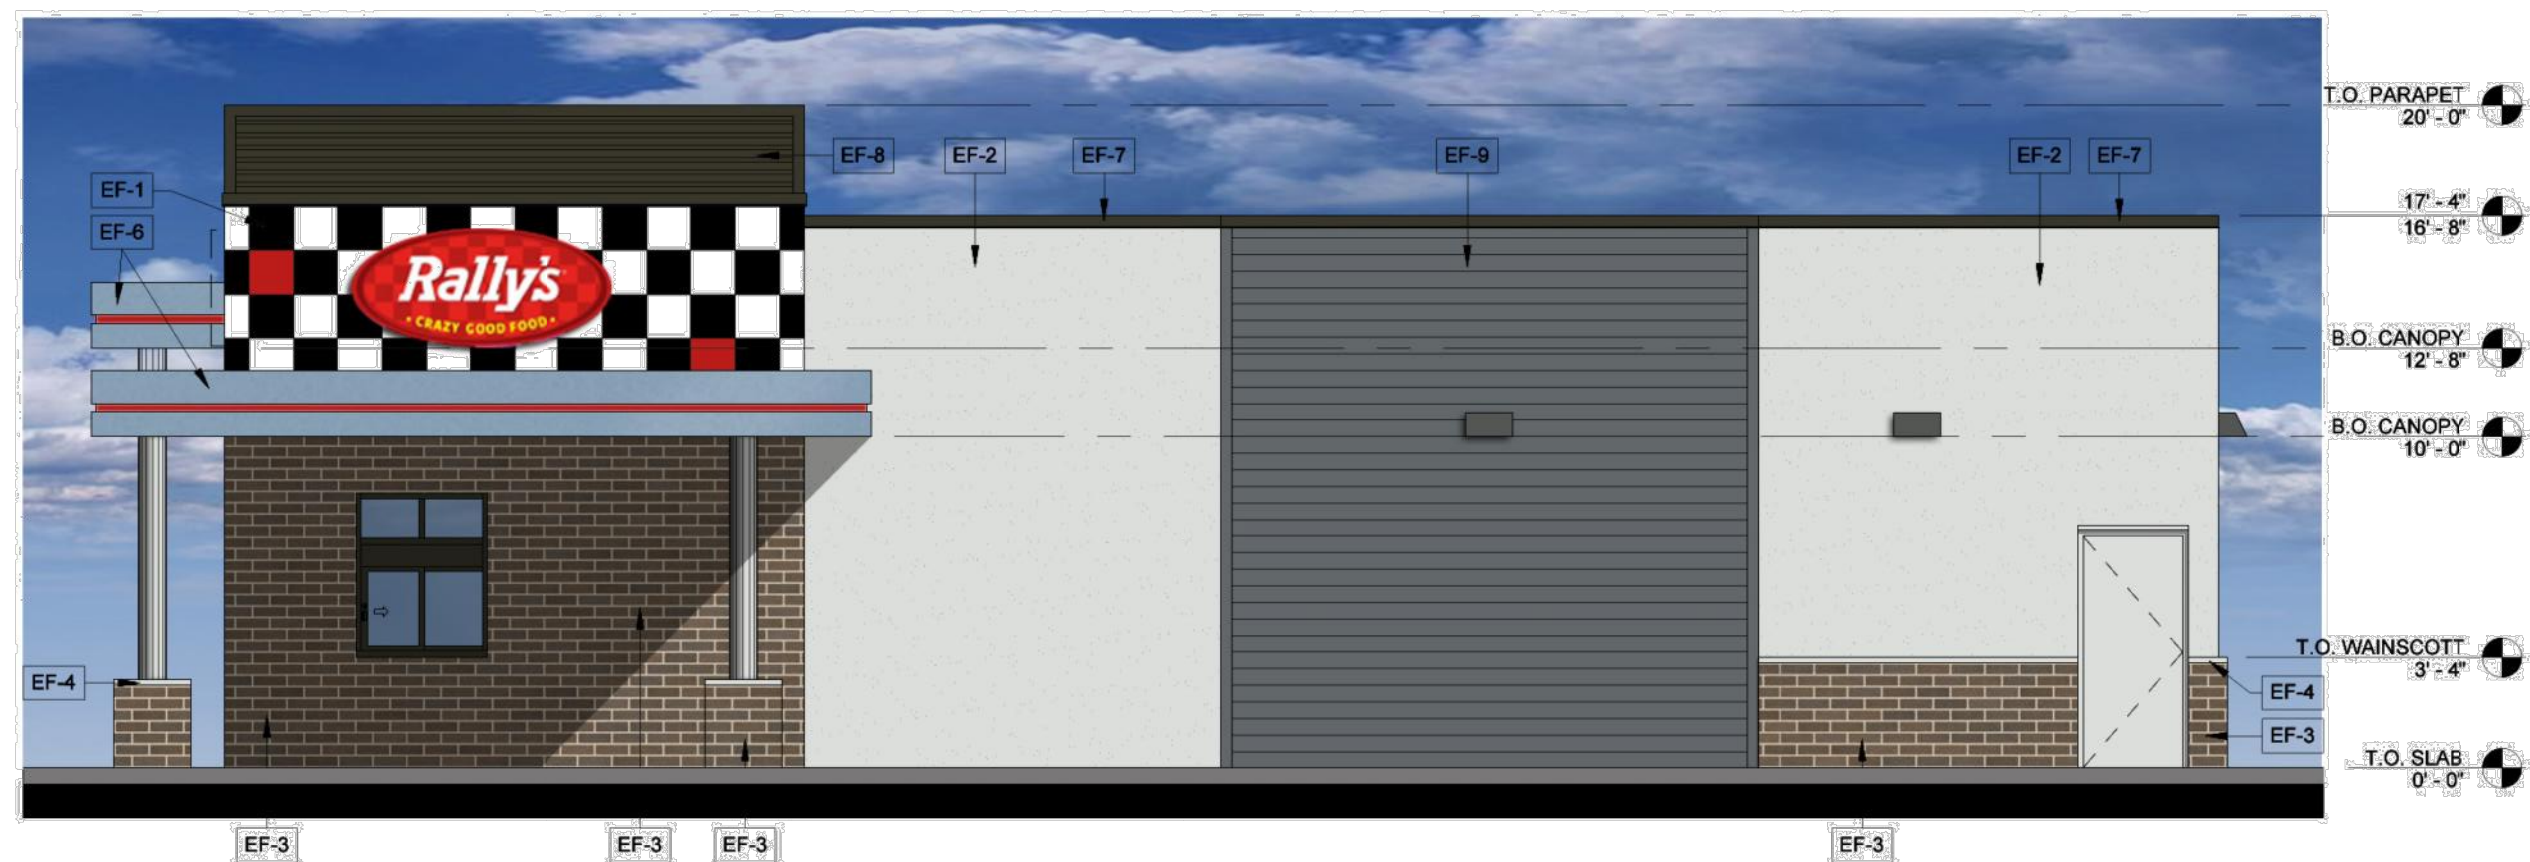 T.O. PARAPET
20' - 0"
EF-8
EF-2
EF-7
EF-9
EF-2
EF-7
EF-1
EF-6
17' - 4"
16' - 8"
Rally's
• CRAZY GOOD FOOD •
B.O. CANOPY
12' - 8"
B.O. CANOPY
10' - 0"
T.O. WAINSCOTT
3' - 4"
EF-4
EF-4
EF-3
T.O. SLAB
0' - 0"
EF-3
EF-3
EF-3
EF-3